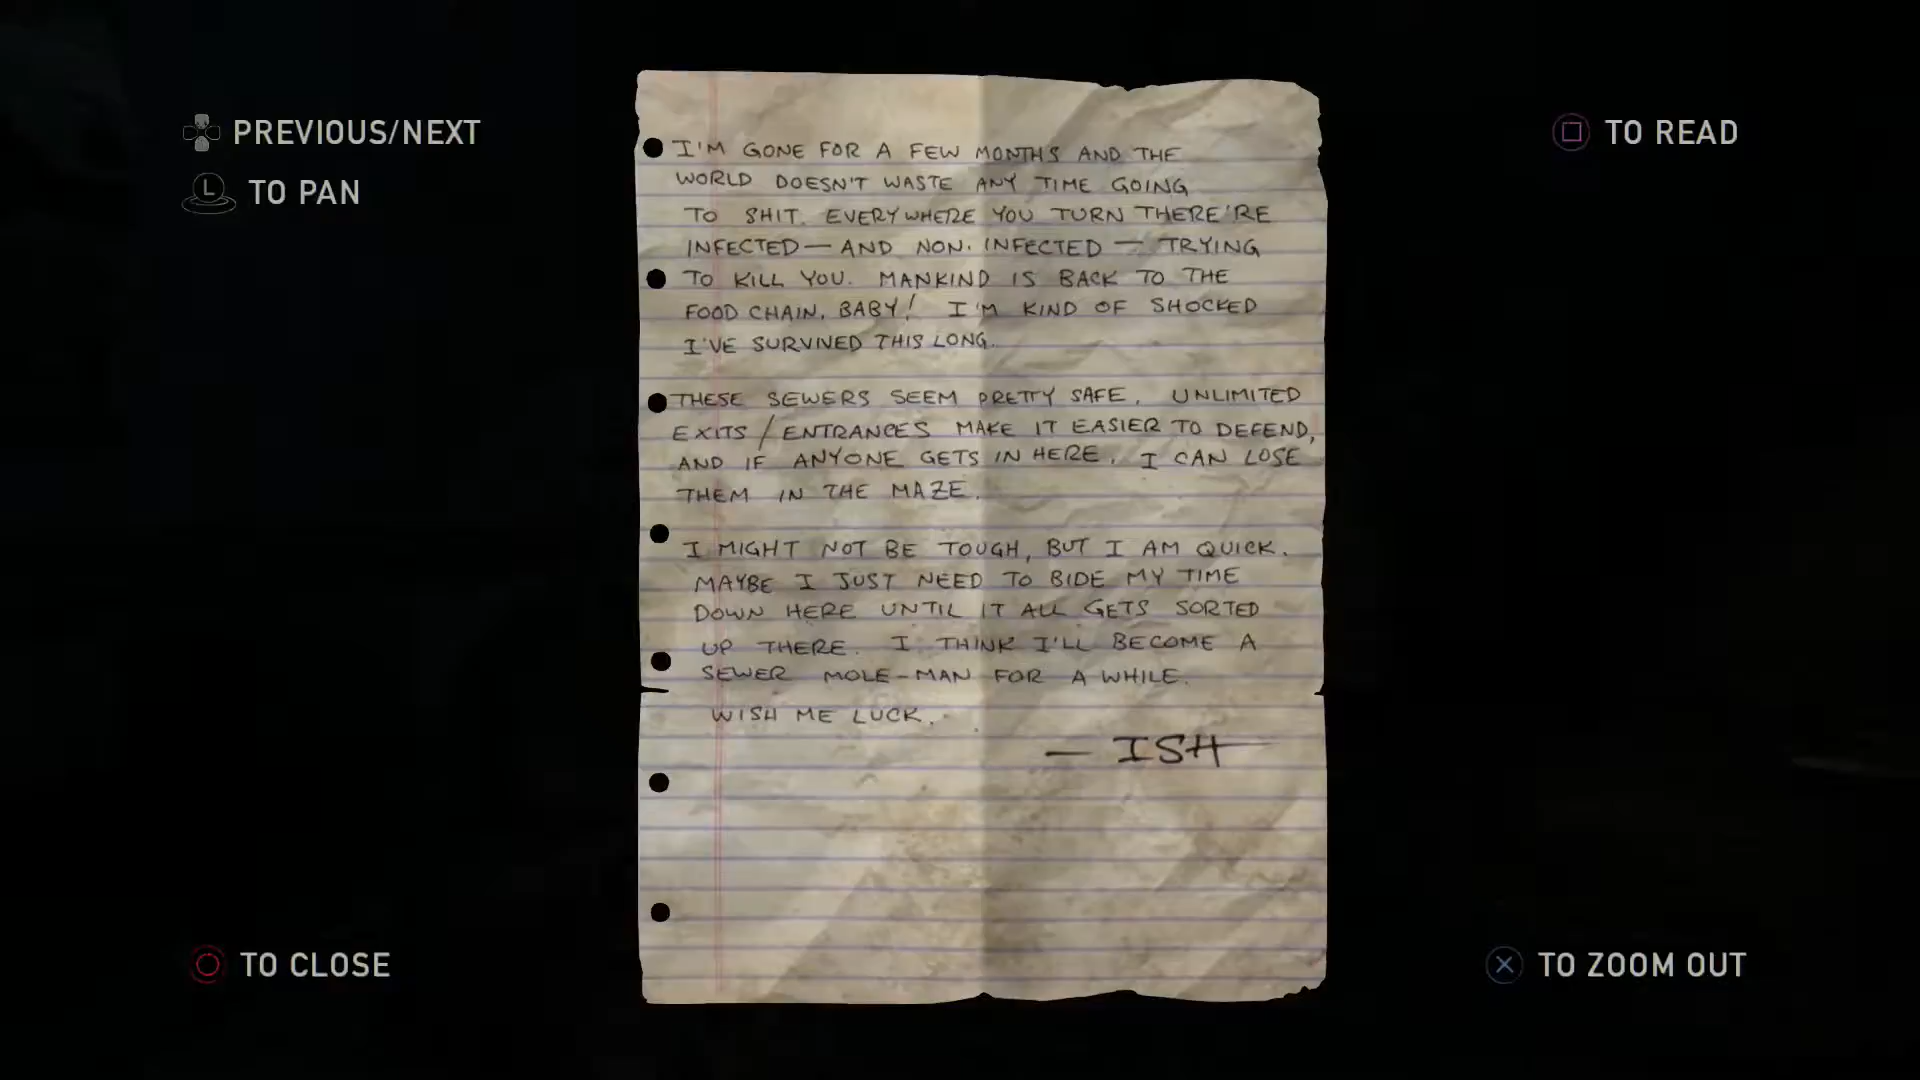 PREVIOUS/NEXT
L TO PAN
TO READ
I'M GONE FOR A FEW MONTHS AND THE
WORLD DOESN'T WASTE ANY TIME GOING
TO SHIT. EVERYWHERE YOU TURN THERE'RE
INFECTED — AND NON. INFECTED — TRYING
TO KILL YOU. MANKIND IS BACK TO THE
FOOD CHAIN, BABY! I'M KIND OF SHOCKED
I'VE SURVIVED THIS LONG.
THESE SEWERS SEEM PRETTY SAFE. UNLIMITED
EXITS/ENTRANCES MAKE IT EASIER TO DEFEND,
AND IF ANYONE GETS IN HERE, I CAN LOSE
THEM IN THE MAZE.
I MIGHT NOT BE TOUGH, BUT I AM QUICK.
MAYBE I JUST NEED TO BIDE MY TIME
DOWN HERE UNTIL IT ALL GETS SORTED
UP THERE. I THINK I'LL BECOME A
SEWER MOLE-MAN FOR A WHILE.
WISH ME LUCK.
— ISH
TO CLOSE
TO ZOOM OUT